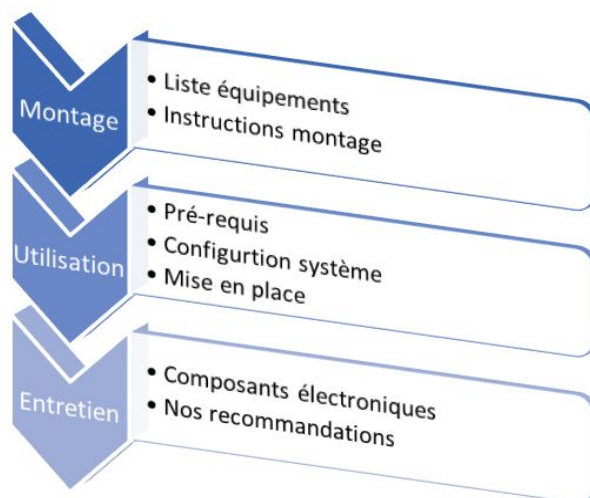 Montage
• Liste équipements
• Instructions montage
Utilisation
• Pré-requis
• Configurtion système
• Mise en place
Entretien
• Composants électroniques
• Nos recommandations